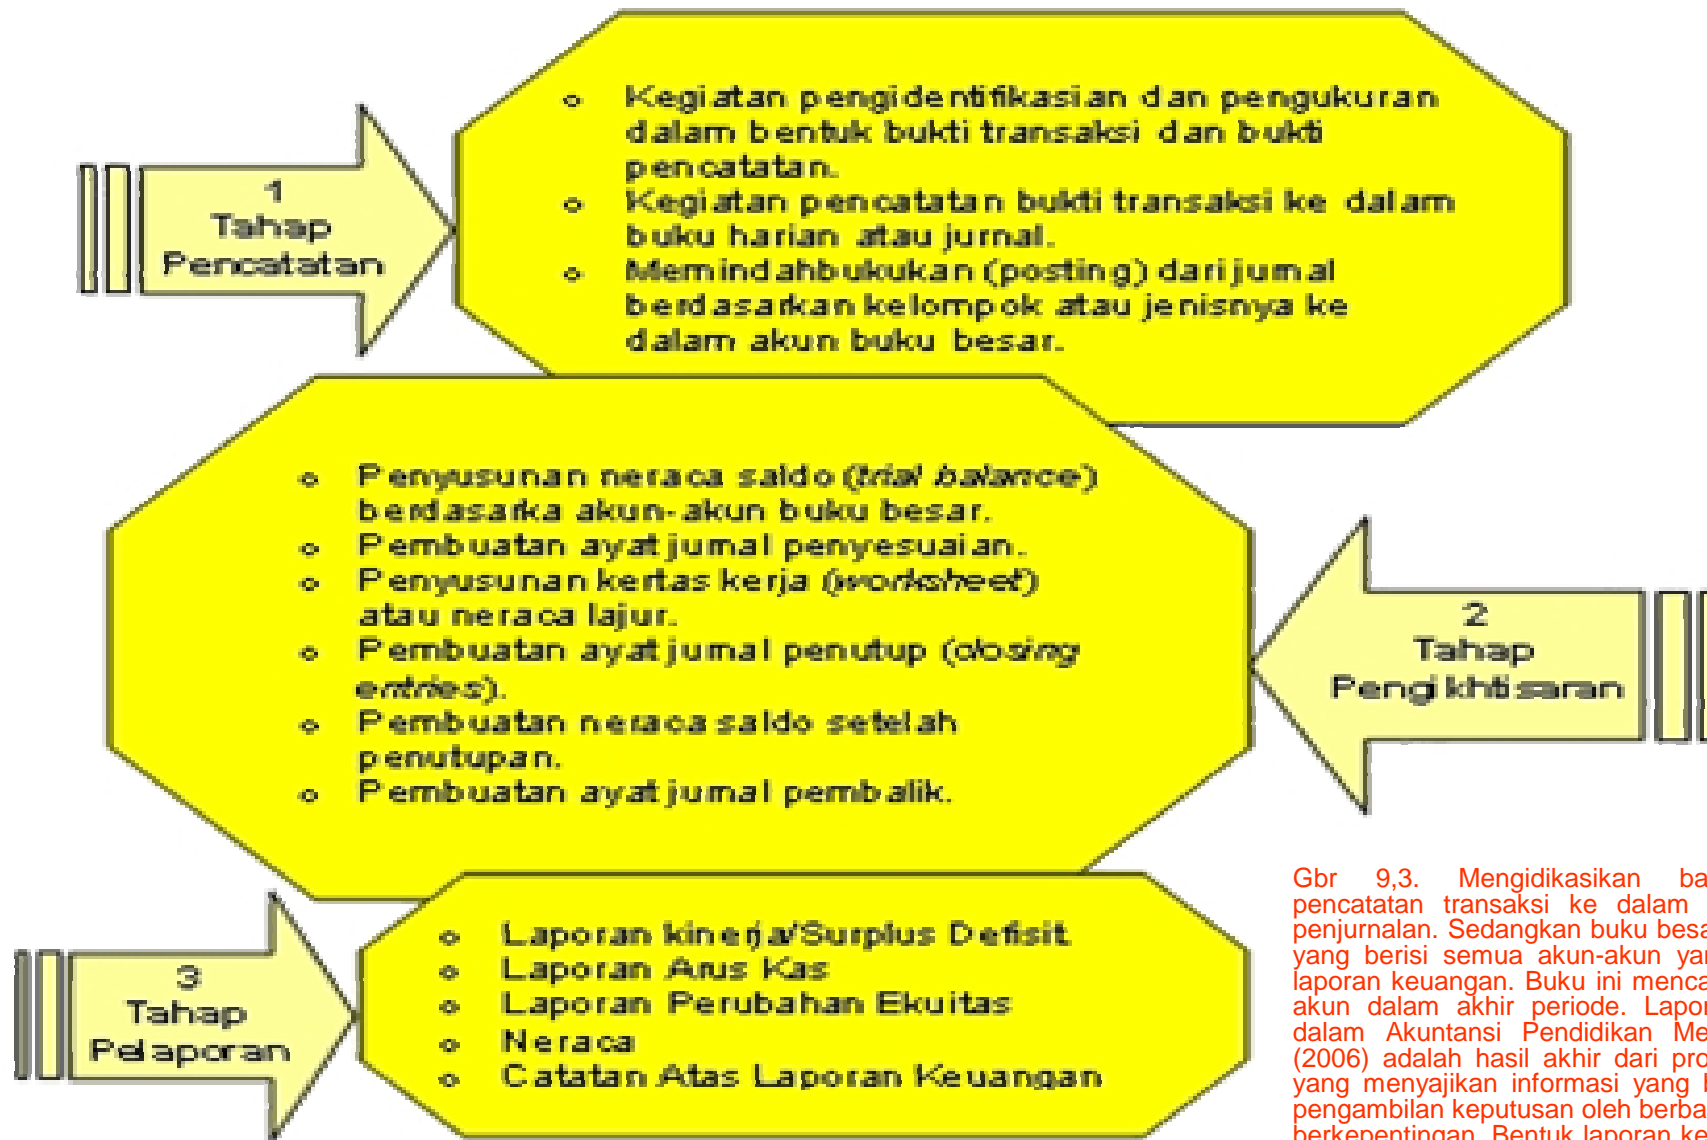 1
Tahap
Pencatatan
o Kegiatan pengidentifikasian dan pengukuran
dalam bentuk bukti transaksi dan bukti
pencatatan.
o Kegiatan pencatatan bukti transaksi ke dalam
buku harian atau jurnal.
o Memindahbukukan (posting) dari jurnal
berdasarkan kelompok atau jenisnya ke
dalam akun buku besar.
o Penyusunan neraca saldo (trial balance)
berdasarka akun-akun buku besar.
o Pembuatan ayat jurnal penyesuaian.
o Penyusunan kertas kerja (worksheet)
atau neraca lajur.
o Pembuatan ayat jurnal penutup (closing
entries).
o Pembuatan neraca saldo setelah
penutupan.
o Pembuatan ayat jurnal pembalik.
2
Tahap
Pengikhtisaran
3
Tahap
Pelaporan
o Laporan kinerja/Surplus Defisit
o Laporan Arus Kas
o Laporan Perubahan Ekuitas
o Neraca
o Catatan Atas Laporan Keuangan
Gbr 9,3. Mengidikasikan
pencatatan transaksi ke dalam
penjurnalan. Sedangkan buku
yang berisi semua akun-akun
laporan keuangan. Buku ini
akun dalam akhir periode.
dalam Akuntansi Pendidikan
(2006) adalah hasil akhir dari
yang menyajikan informasi yang
pengambilan keputusan oleh
berkepentingan. Bentuk laporan